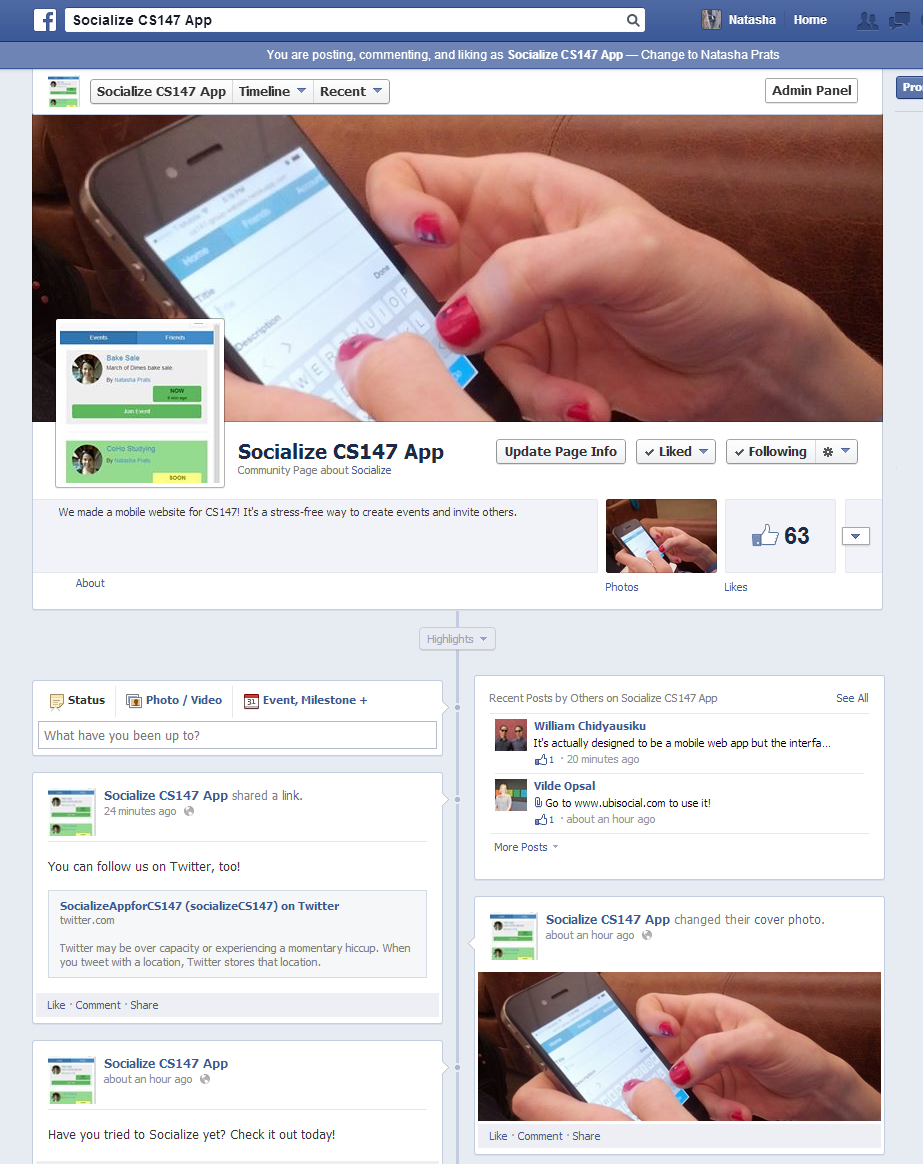 Socialize CS147 App
Natasha
Home
You are posting, commenting, and liking as Socialize CS147 App — Change to Natasha Prats
Socialize CS147 App
Timeline
Recent
Admin Panel
Pro
Home
Friends
Account
Title
Done
Description
Events
Friends
Bake Sale
March of Dimes bake sale.
By Natasha Prats
NOW
Join Event
CoHo Studying
By Natasha Prats
SOON
Socialize CS147 App
Community Page about Socialize
Update Page Info
Liked
Following
We made a mobile website for CS147! It's a stress-free way to create events and invite others.
63
About
Photos
Likes
Highlights
Status
Photo / Video
31
Event, Milestone +
What have you been up to?
Socialize CS147 App shared a link.
24 minutes ago
You can follow us on Twitter, too!
SocializeAppforCS147 (socializeCS147) on Twitter
twitter.com
Twitter may be over capacity or experiencing a momentary hiccup. When
you tweet with a location, Twitter stores that location.
Like · Comment · Share
Socialize CS147 App
about an hour ago
Have you tried to Socialize yet? Check it out today!
Recent Posts by Others on Socialize CS147 App
See All
William Chidyausiku
It's actually designed to be a mobile web app but the interfa...
1 · 20 minutes ago
Vilde Opsal
Go to www.ubisocial.com to use it!
1 · about an hour ago
More Posts
Socialize CS147 App changed their cover photo.
about an hour ago
Like · Comment · Share